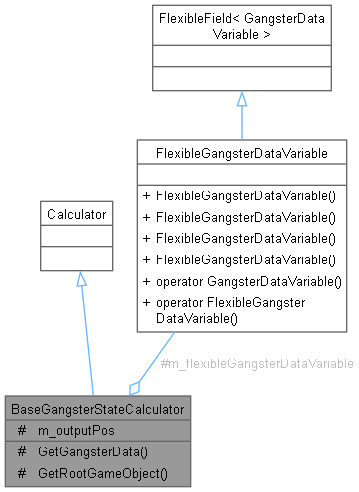 FlexibleField< GangsterData
Variable >
FlexibleGangsterDataVariable
+ FlexibleGangsterDataVariable()
+ FlexibleGangsterDataVariable()
+ FlexibleGangsterDataVariable()
+ FlexibleGangsterDataVariable()
+ operator GangsterDataVariable()
+ operator FlexibleGangster
DataVariable()
Calculator
#m_flexibleGangsterDataVariable
BaseGangsterStateCalculator
# m_outputPos
# GetGangsterData()
# GetRootGameObject()